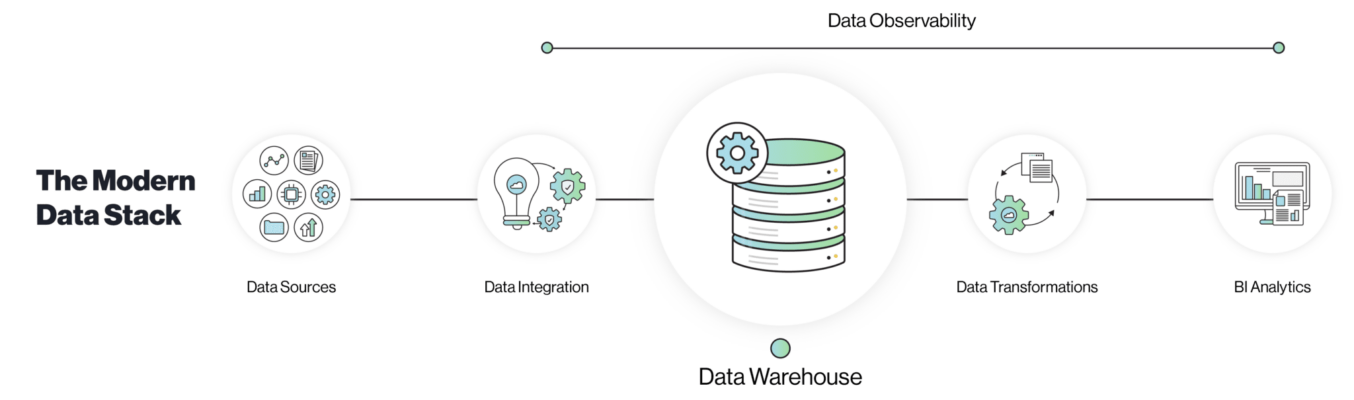 Data Observability
The Modern
Data Stack
Data Sources
Data Integration
Data Warehouse
Data Transformations
BI Analytics